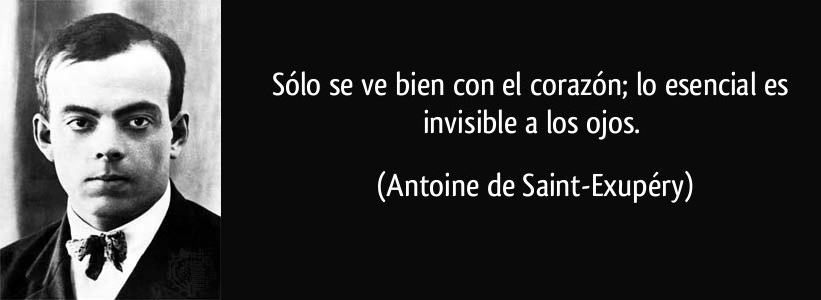 Sólo se ve bien con el corazón; lo esencial es
invisible a los ojos.
(Antoine de Saint-Exupéry)